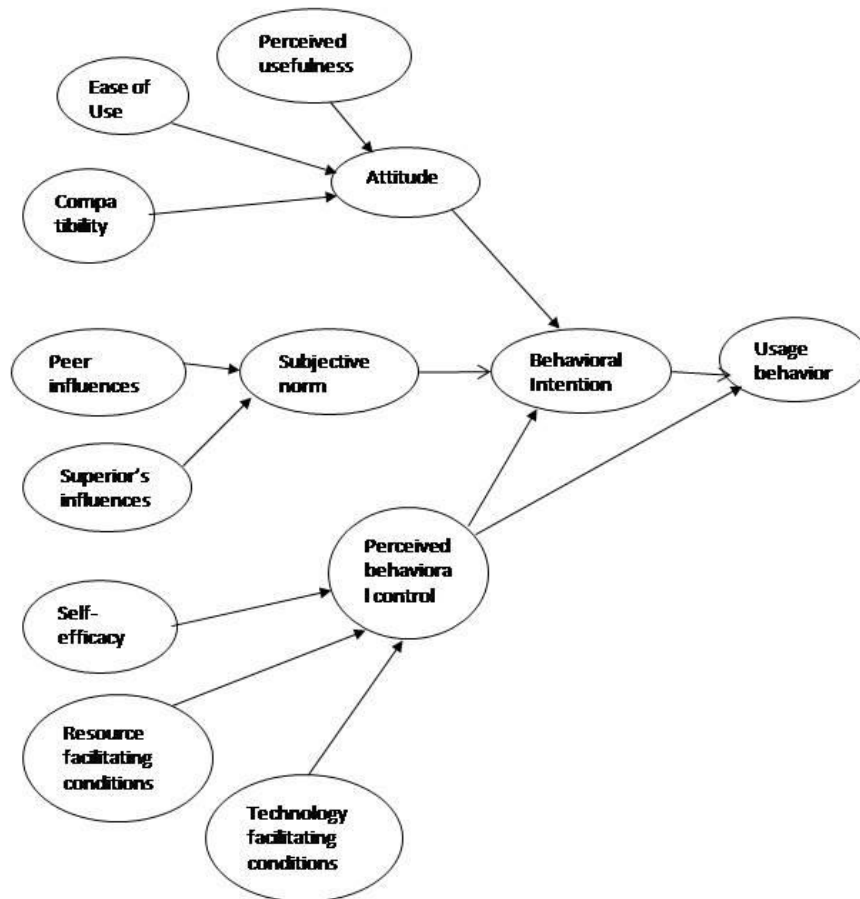 Perceived
usefulness
Ease of
Use
Attitude
Compa
tibility
Peer
influences
Subjective
norm
Behavioral
Intention
Usage
behavior
Superior's
influences
Perceived
behaviora
l control
Self-
efficacy
Resource
facilitating
conditions
Technology
facilitating
conditions